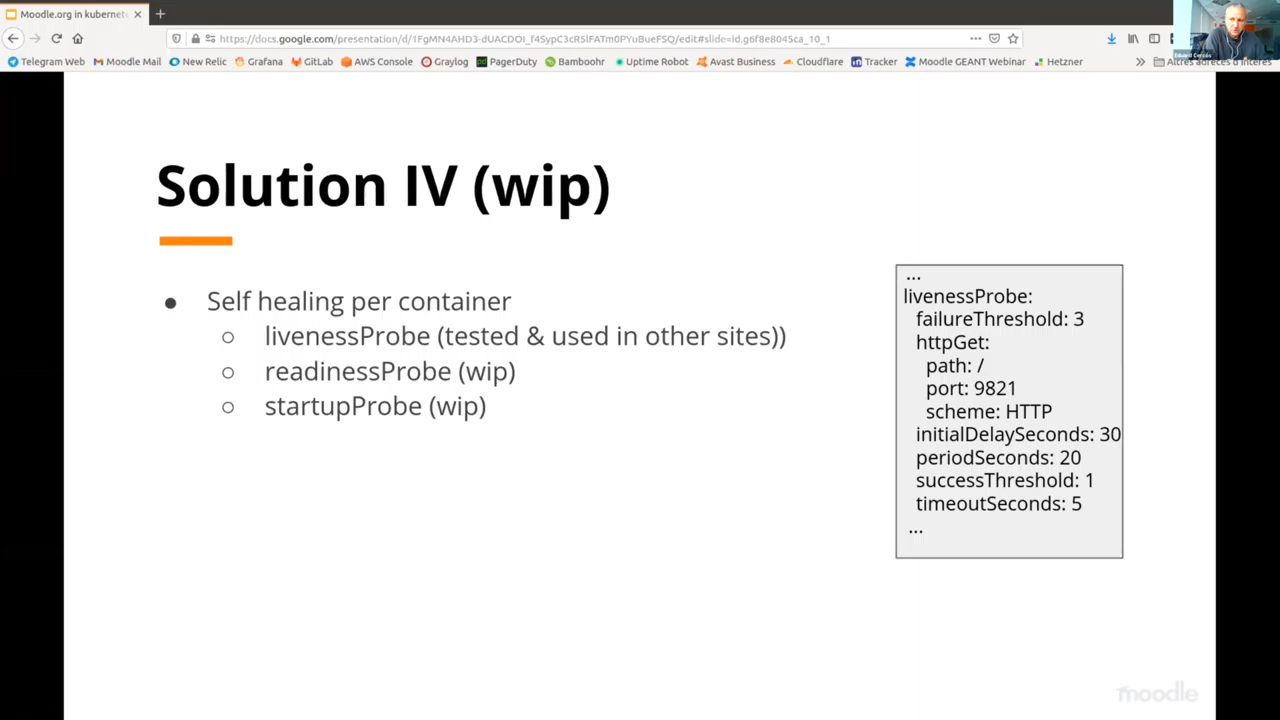 Moodle.org in kubernet
https://docs.google.com/presentation/d/1FgMN4AHD3-dUACDOI_f4SypC3cR5lFATm0PYuBueFSQ/edit#slide=id.g6f8e8045ca_10_1
Telegram Web Moodle Mail New Relic Grafana GitLab AWS Console Graylog PagerDuty Bamboohr Uptime Robot Avast Business Cloudflare Tracker Moodle GEANT Webinar Hetzner Altres adreces d'interès
Solution IV (wip)
● Self healing per container
○ livenessProbe (tested & used in other sites))
○ readinessProbe (wip)
○ startupProbe (wip)
...
livenessProbe:
failureThreshold: 3
httpGet:
path: /
port: 9821
scheme: HTTP
initialDelaySeconds: 30
periodSeconds: 20
successThreshold: 1
timeoutSeconds: 5
...
moodle